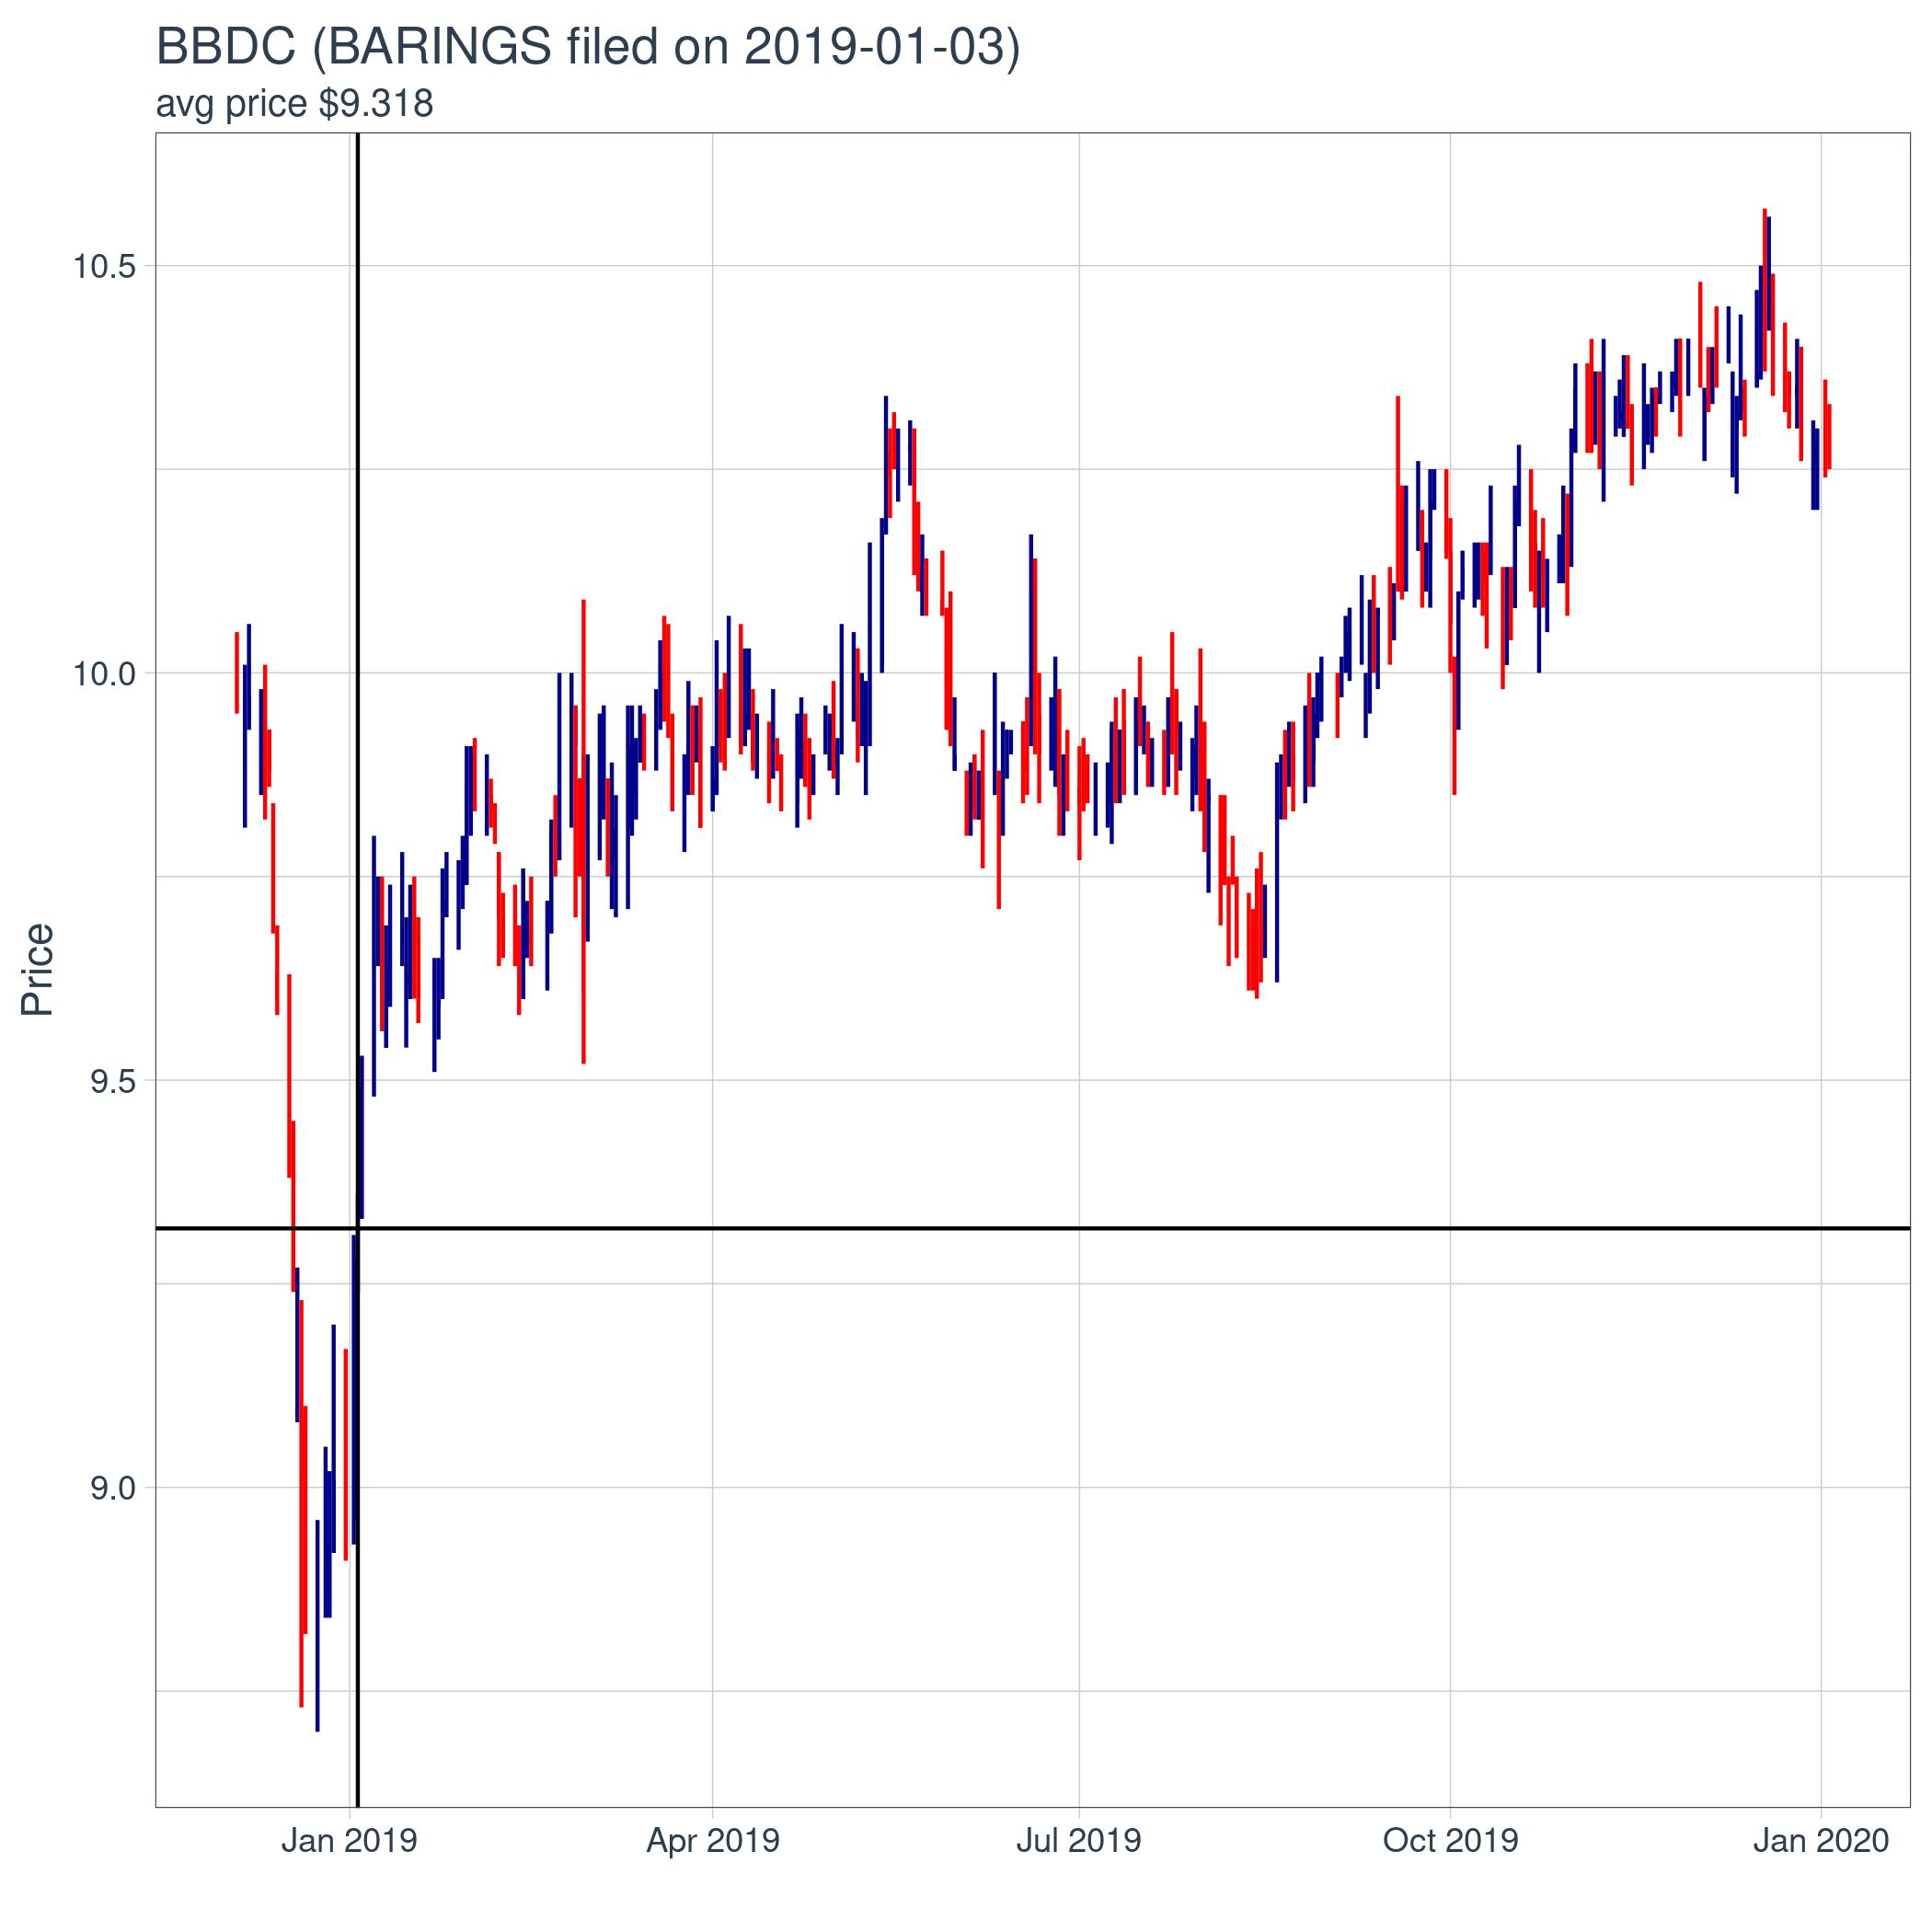 BBDC (BARINGS filed on 2019-01-03)
avg price $9.318
10.5
10.0
9.5
9.0
Price
Jan 2019
Apr 2019
Jul 2019
Oct 2019
Jan 2020